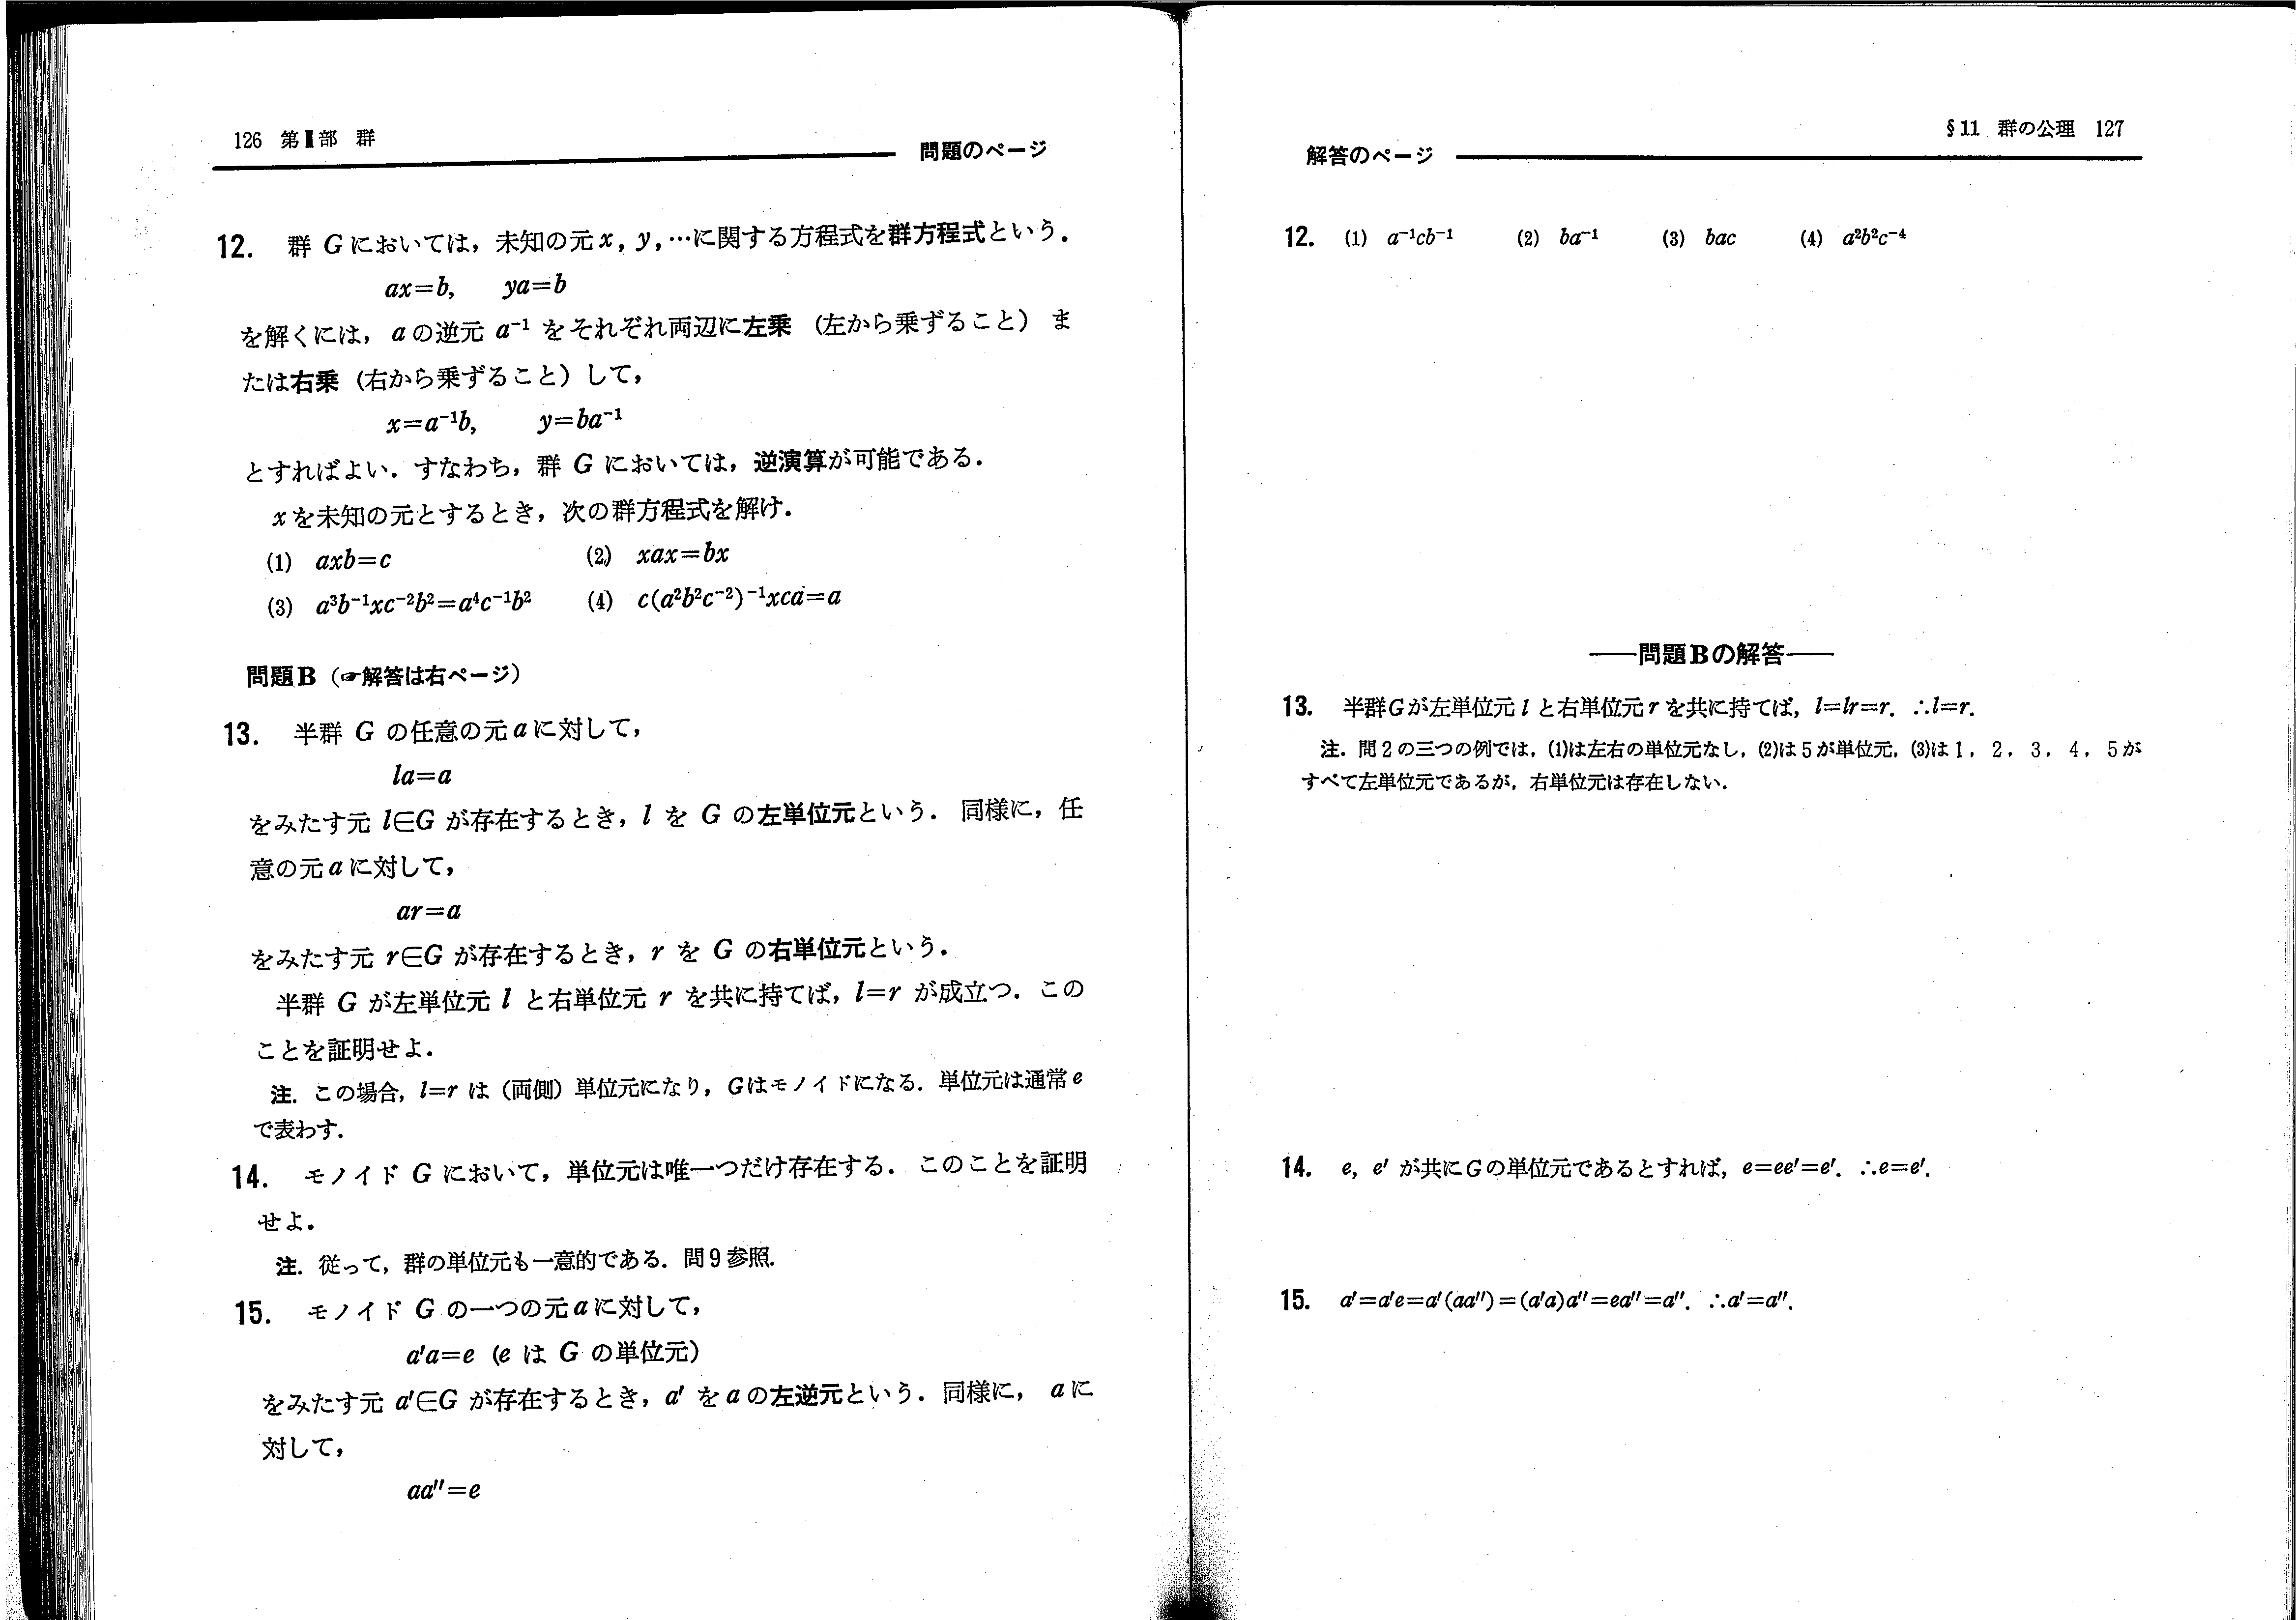 126 第Ⅱ部 群
問題のページ
12. 群 Gにおいては，未知の元x, y, …に関する方程式を群方程式という．
ax=b, ya=b
を解くには，aの逆元 a⁻¹ をそれぞれ両辺に左乗（左から乗ずること）ま
たは右乗（右から乗ずること）して，
x=a⁻¹b, y=ba⁻¹
とすればよい．すなわち，群 G においては，逆演算が可能である．
xを未知の元とするとき，次の群方程式を解け．
(1) axb=c (2) xax=bx
(3) a³b⁻¹xc⁻²b²=a⁴c⁻¹b² (4) c(a²b²c⁻²)⁻¹xca=a
問題B（☞解答は右ページ）
13. 半群 G の任意の元aに対して，
la=a
をみたす元 l∈G が存在するとき，l を G の左単位元という．同様に，任
意の元aに対して，
ar=a
をみたす元 r∈G が存在するとき，r を G の右単位元という．
半群 G が左単位元 l と右単位元 r を共に持てば，l=r が成立つ．この
ことを証明せよ．
注．この場合，l=r は（両側）単位元になり，Gはモノイドになる．単位元は通常e
で表わす．
14. モノイド G において，単位元は唯一つだけ存在する．このことを証明
せよ．
注．従って，群の単位元も一意的である．問9参照．
15. モノイド G の一つの元aに対して，
a′a=e (e は G の単位元)
をみたす元 a′∈G が存在するとき，a′ をaの左逆元という．同様に，aに
対して，
aa″=e
§11 群の公理 127
解答のページ
12. (1) a⁻¹cb⁻¹ (2) ba⁻¹ (3) bac (4) a²b²c⁻⁴
——問題Bの解答——
13. 半群Gが左単位元lと右単位元rを共に持てば，l=lr=r. ∴l=r.
注．問2の三つの例では，(1)は左右の単位元なし，(2)は5が単位元，(3)は1，2，3，4，5が
すべて左単位元であるが，右単位元は存在しない．
14. e, e′ が共にGの単位元であるとすれば，e=ee′=e′. ∴e=e′.
15. a′=a′e=a′(aa″)=(a′a)a″=ea″=a″. ∴a′=a″.